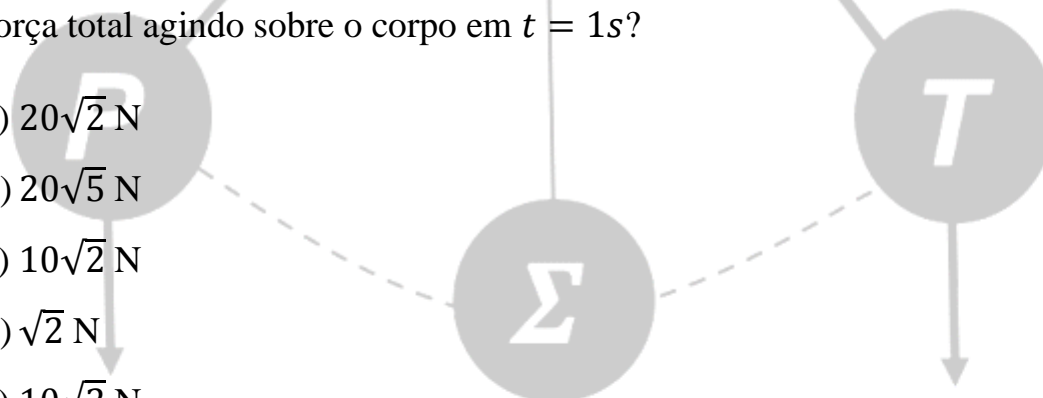 orça total agindo sobre o corpo em 𝑡 = 1𝑠?
P
T
) 20√2 N
) 20√5 N
) 10√2 N
Σ
) √2 N